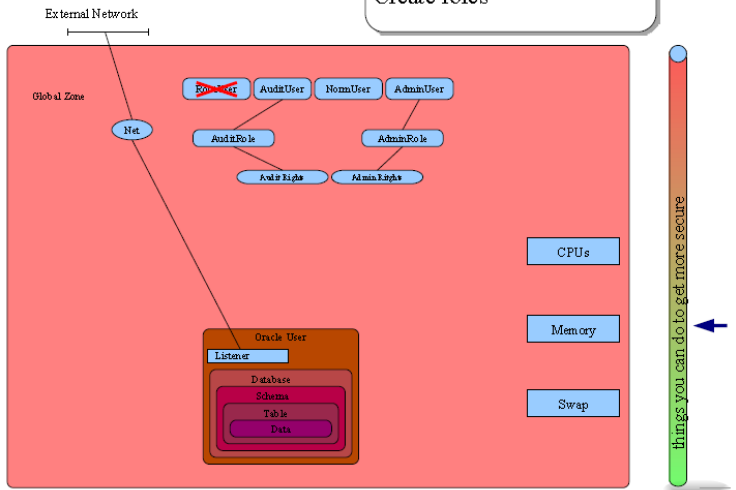 Create roles
External Network
Global Zone
RootUser
AuditUser
NormUser
AdminUser
Net
AuditRole
AdminRole
Audit Rights
Admin Rights
CPUs
Memory
Swap
Oracle User
Listener
Database
Schema
Table
Data
things you can do to get more secure